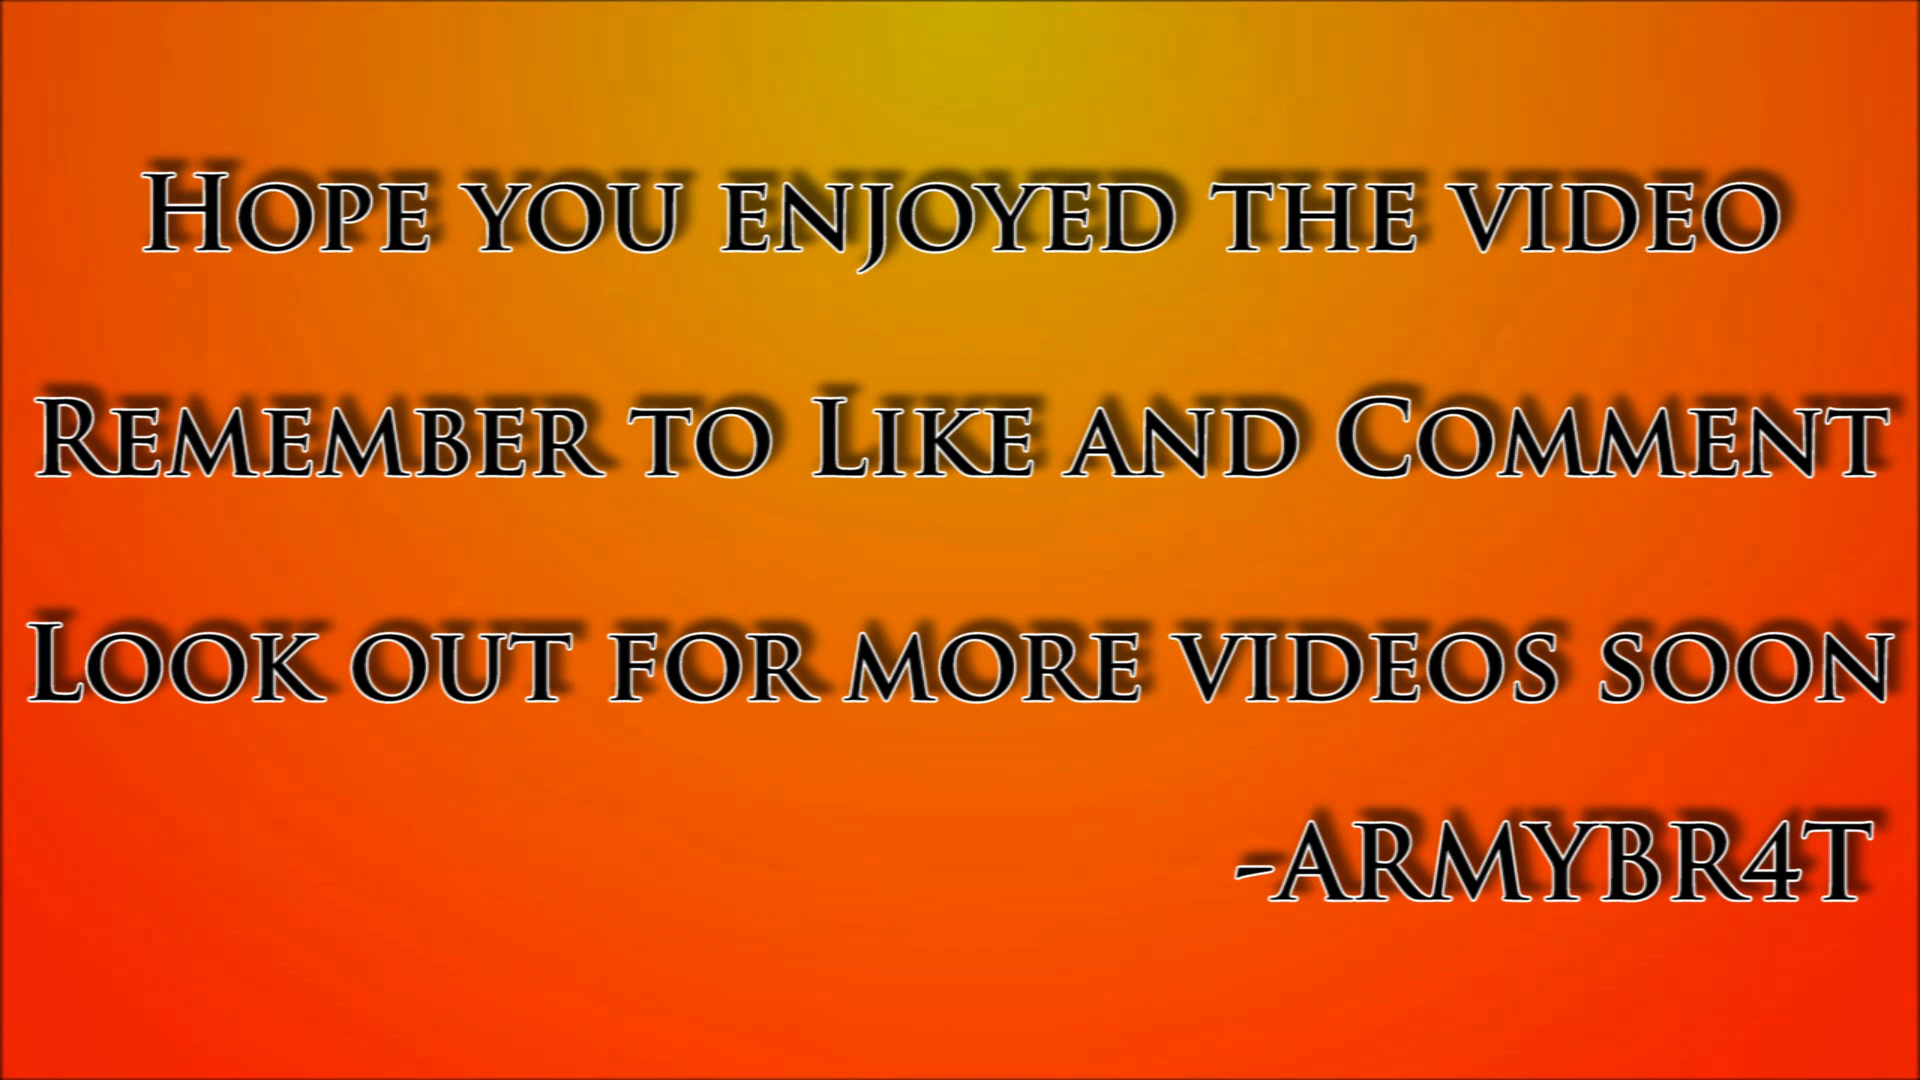 Hope you enjoyed the video
Remember to Like and Comment
Look out for more videos soon
-ARMYBR4T